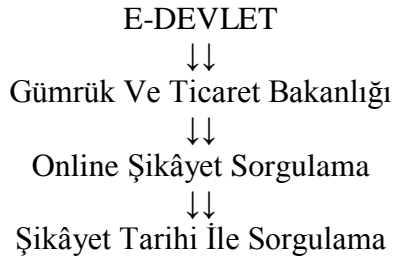 E-DEVLET
↓↓
Gümrük Ve Ticaret Bakanlığı
↓↓
Online Şikâyet Sorgulama
↓↓
Şikâyet Tarihi İle Sorgulama